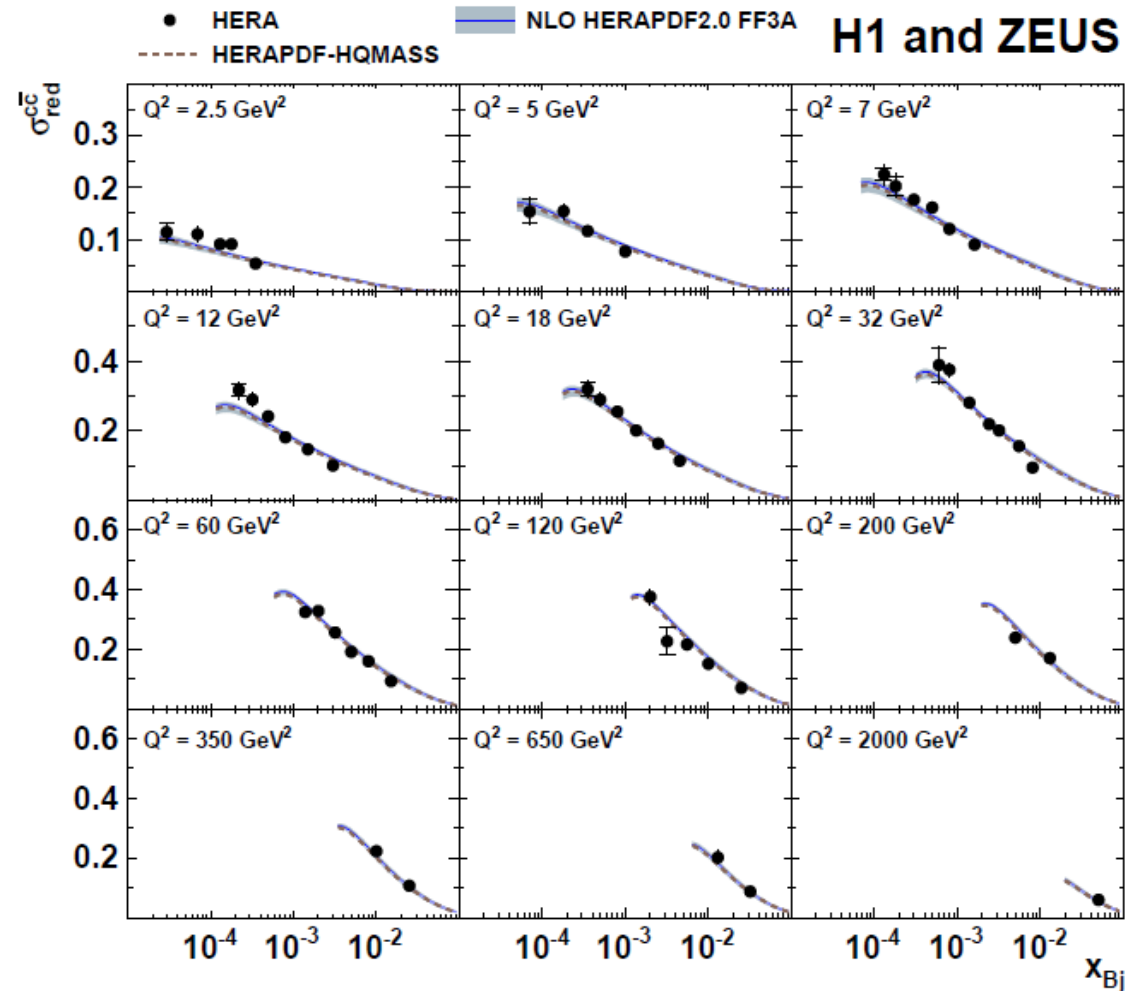 HERA
NLO HERAPDF2.0 FF3A
HERAPDF-HQMASS
H1 and ZEUS
σ_red^{cc̄}
Q² = 2.5 GeV²
Q² = 5 GeV²
Q² = 7 GeV²
0.3
0.2
0.1
Q² = 12 GeV²
Q² = 18 GeV²
Q² = 32 GeV²
0.4
0.2
Q² = 60 GeV²
Q² = 120 GeV²
Q² = 200 GeV²
0.6
0.4
0.2
Q² = 350 GeV²
Q² = 650 GeV²
Q² = 2000 GeV²
0.6
0.4
0.2
10⁻⁴ 10⁻³ 10⁻² 10⁻⁴ 10⁻³ 10⁻² 10⁻⁴ 10⁻³ 10⁻²
x_Bj